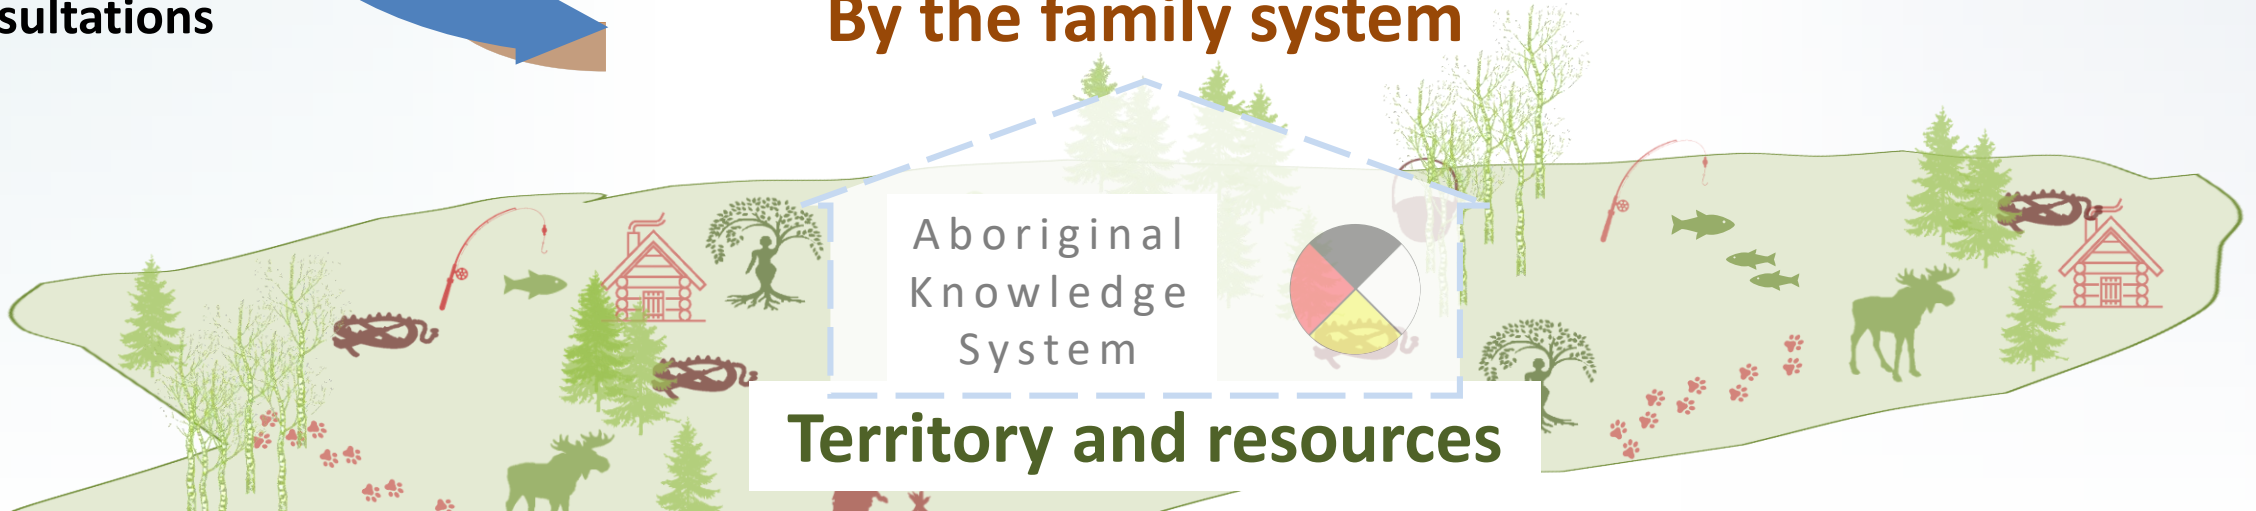 sultations
By the family system
Aboriginal
Knowledge
System
Territory and resources